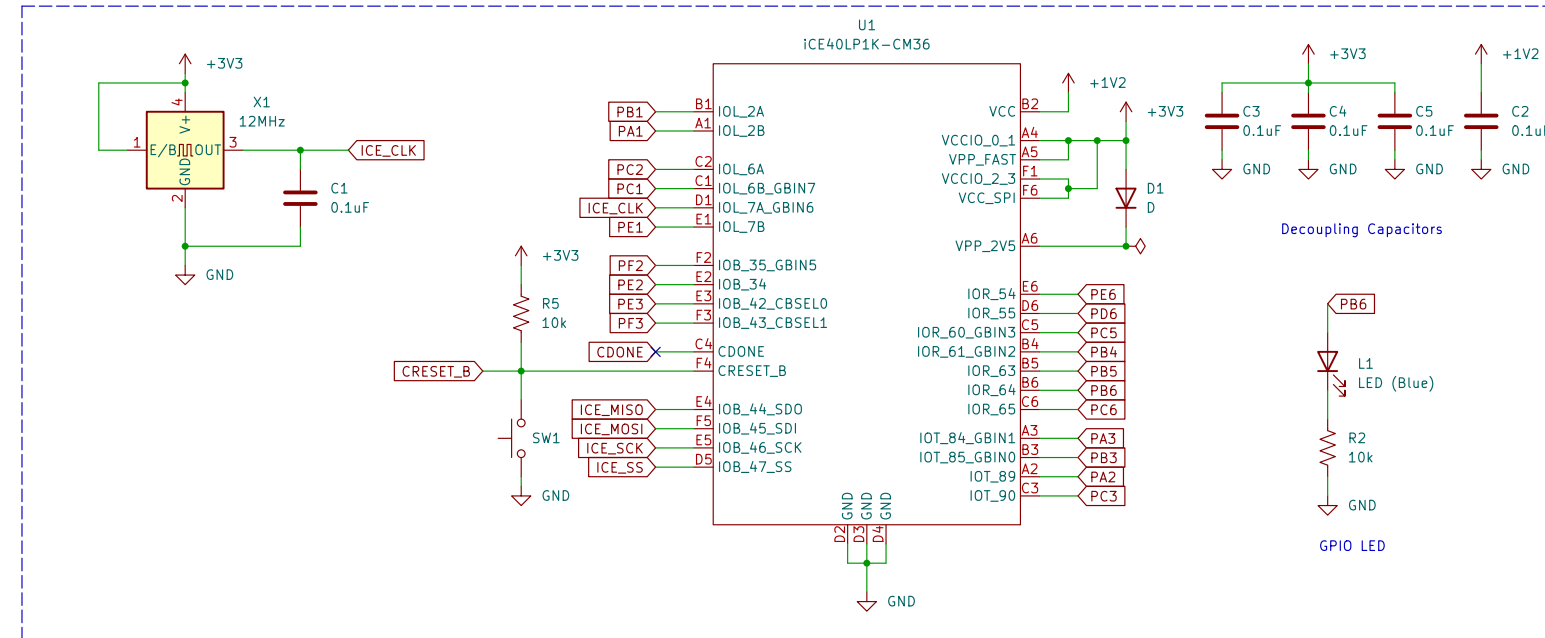 U1
iCE40LP1K-CM36
+3V3
4
X1
12MHz
V+
1
E/B
OUT
3
GND
2
ICE_CLK
C1
0.1uF
GND
+3V3
R5
10k
CRESET_B
SW1
GND
PB1 B1 IOL_2A
PA1 A1 IOL_2B
PC2 C2 IOL_6A
PC1 C1 IOL_6B_GBIN7
ICE_CLK D1 IOL_7A_GBIN6
PE1 E1 IOL_7B
PF2 F2 IOB_35_GBIN5
PE2 E2 IOB_34
PE3 E3 IOB_42_CBSEL0
PF3 F3 IOB_43_CBSEL1
CDONE C4 CDONE
F4 CRESET_B
ICE_MISO E4 IOB_44_SDO
ICE_MOSI F5 IOB_45_SDI
ICE_SCK E5 IOB_46_SCK
ICE_SS D5 IOB_47_SS
VCC B2
+1V2
+3V3
VCCIO_0_1 A4
VPP_FAST A5
VCCIO_2_3 F1
VCC_SPI F6
D1
D
VPP_2V5 A6
IOR_54 E6 PE6
IOR_55 D6 PD6
IOR_60_GBIN3 C5 PC5
IOR_61_GBIN2 B4 PB4
IOR_63 B5 PB5
IOR_64 B6 PB6
IOR_65 C6 PC6
IOT_84_GBIN1 A3 PA3
IOT_85_GBIN0 B3 PB3
IOT_89 A2 PA2
IOT_90 C3 PC3
GND GND GND
D2 D3 D4
GND
+3V3
+1V2
C3
0.1uF
C4
0.1uF
C5
0.1uF
C2
GND
GND
GND
GND
Decoupling Capacitors
PB6
L1
LED (Blue)
R2
10k
GND
GPIO LED